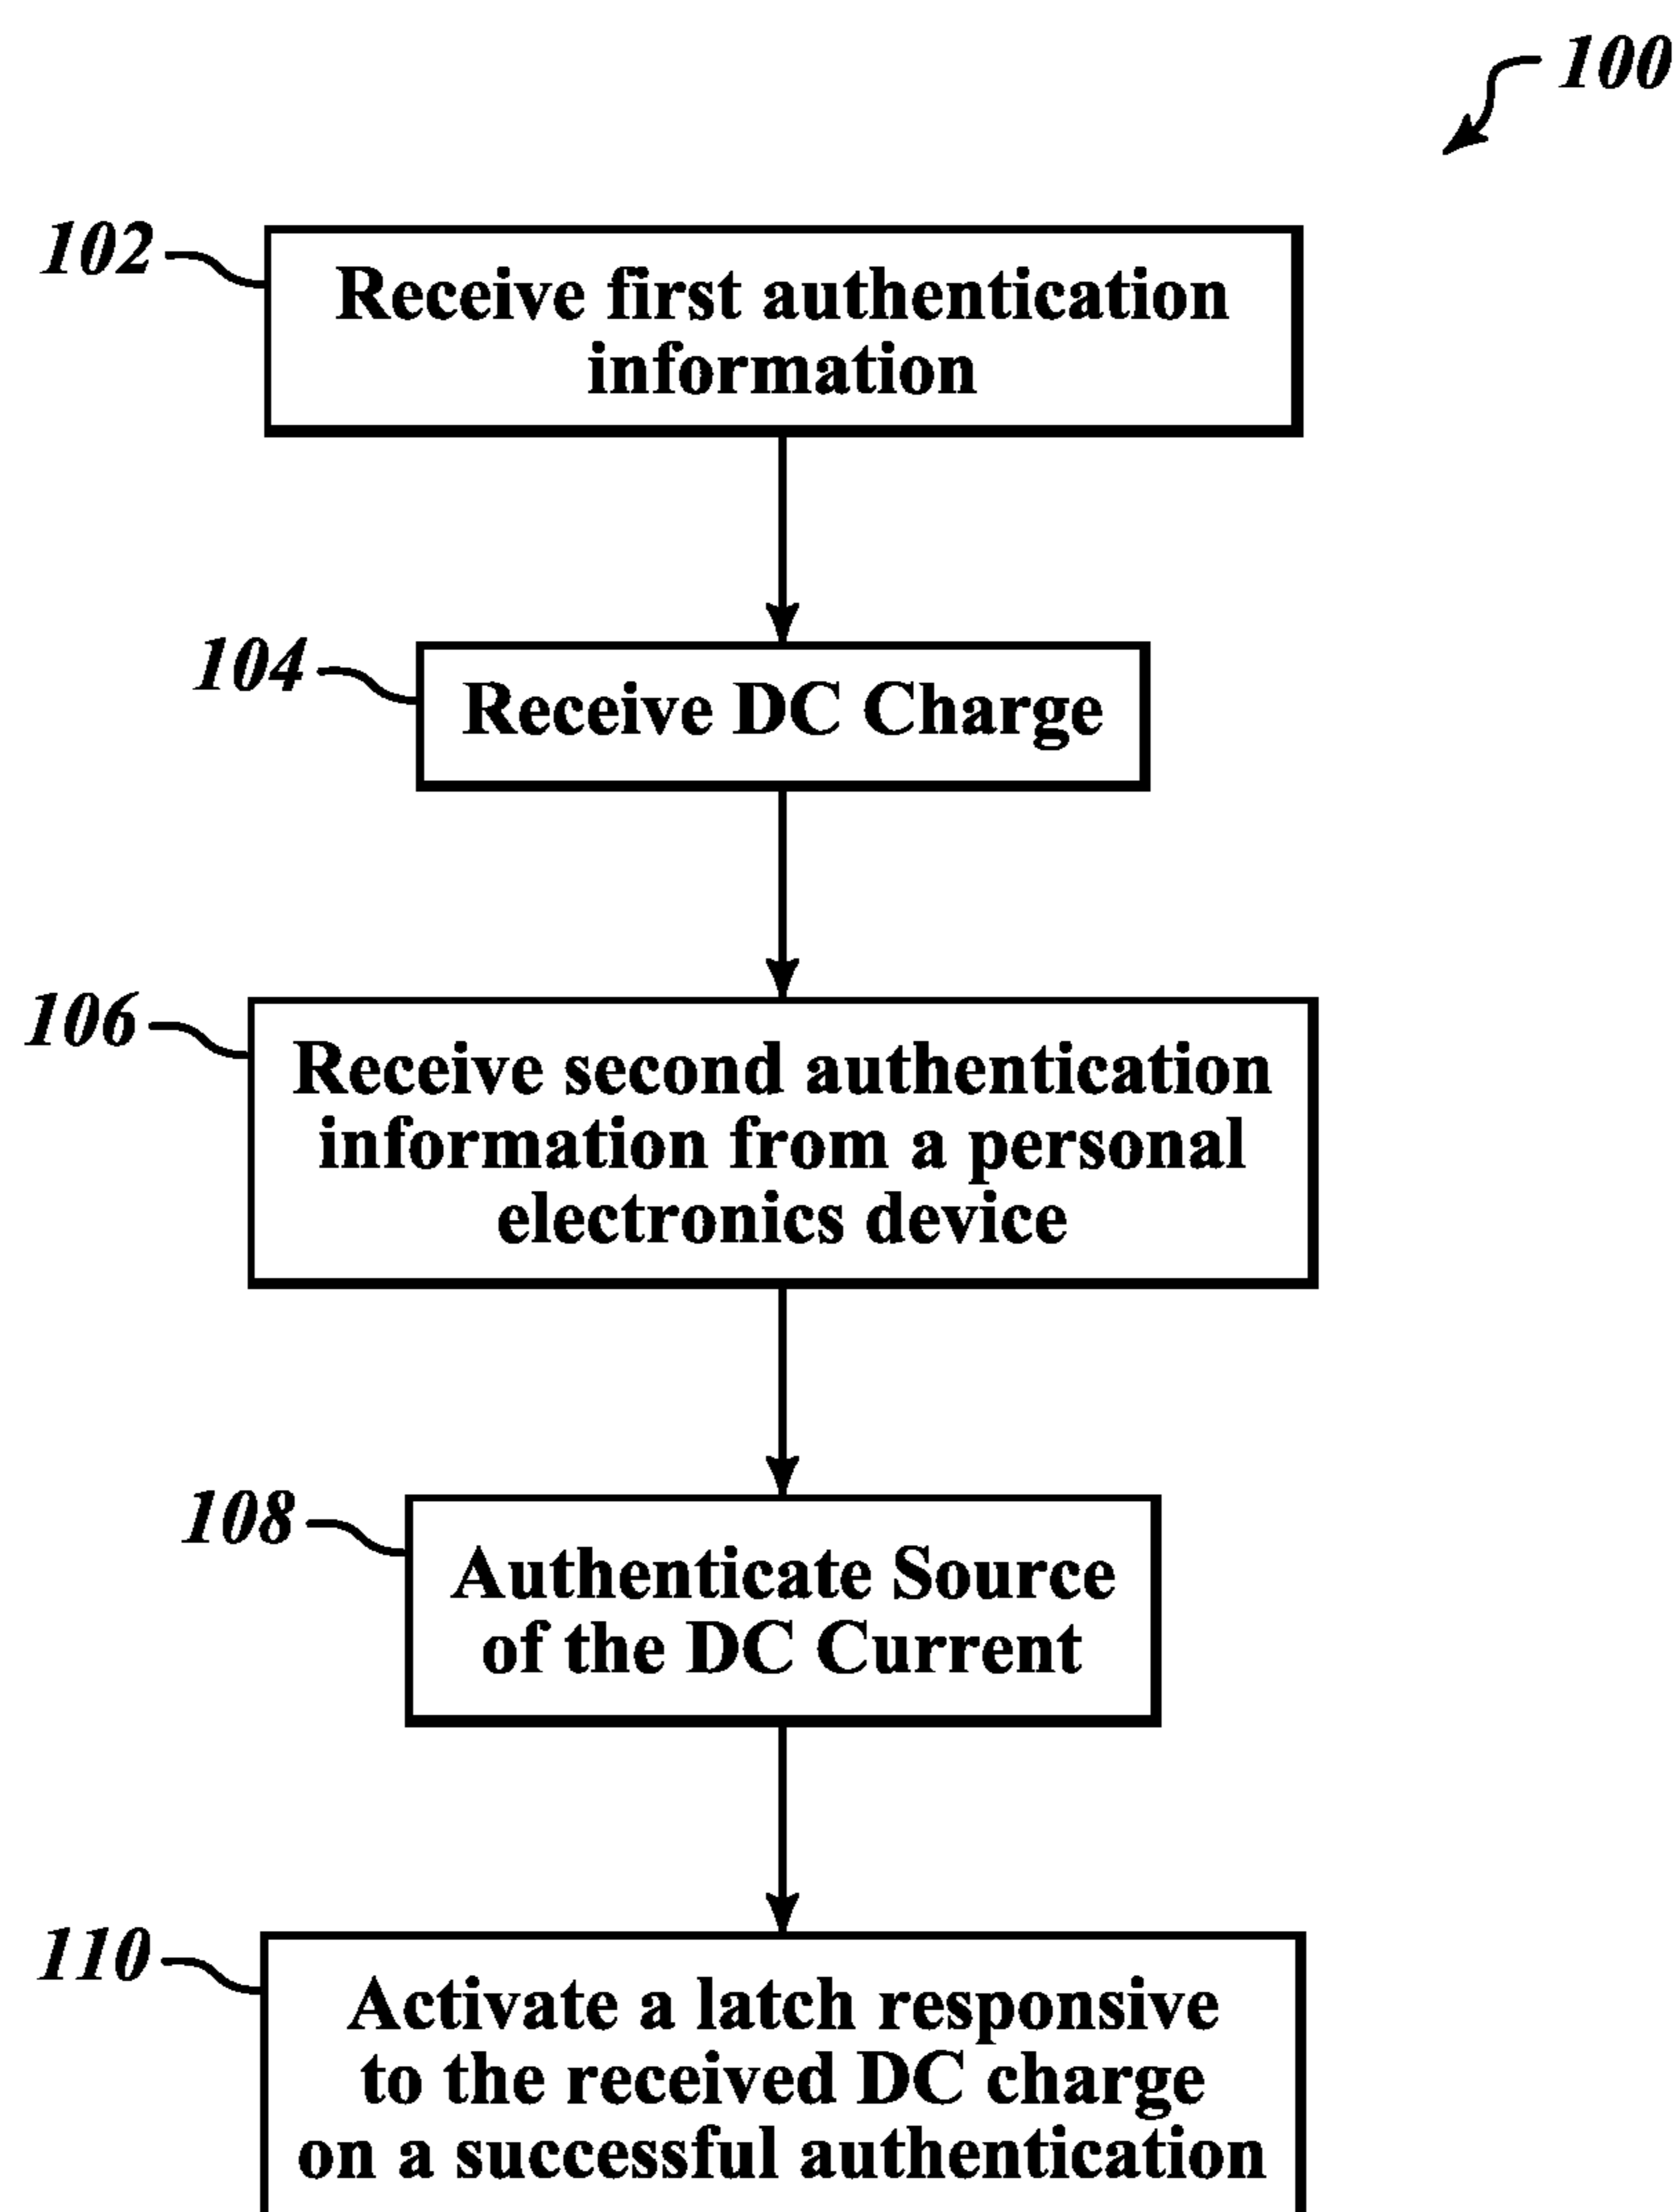 100
102
Receive first authentication
information
104
Receive DC Charge
106
Receive second authentication
information from a personal
electronics device
108
Authenticate Source
of the DC Current
110
Activate a latch responsive
to the received DC charge
on a successful authentication